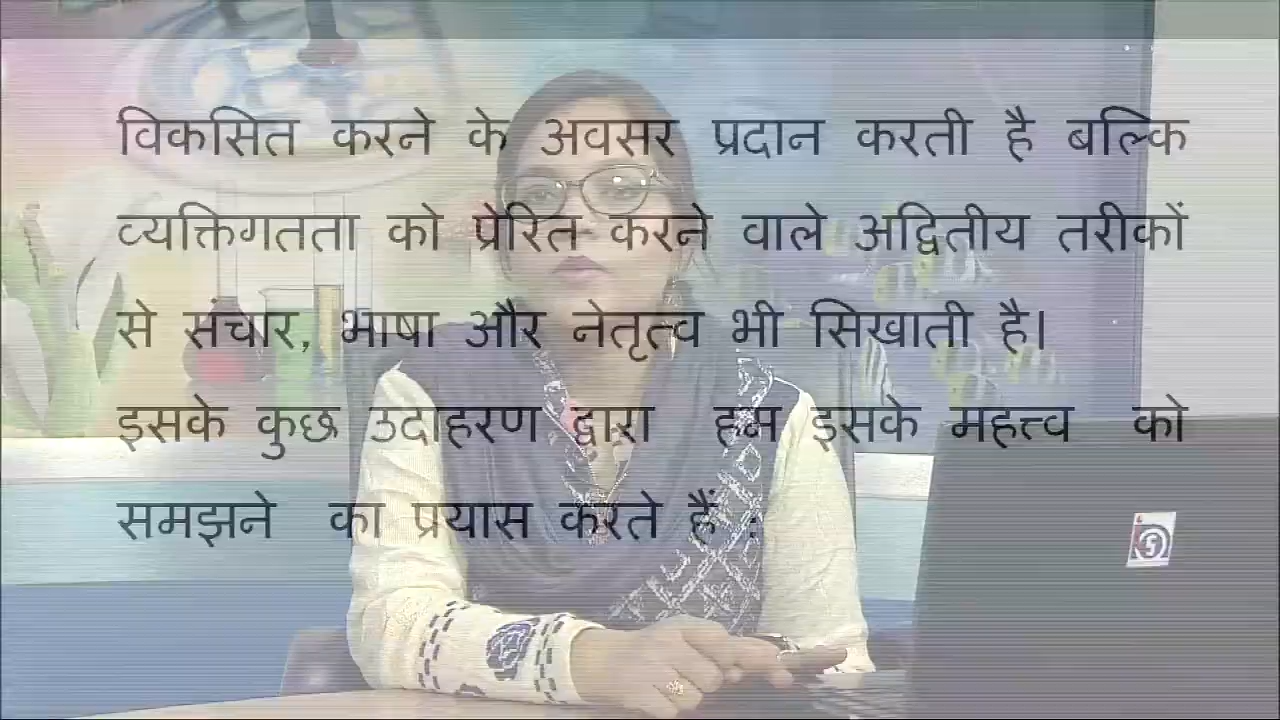 विकसित करने के अवसर प्रदान करती है बल्कि
व्यक्तिगतता को प्रेरित करने वाले अद्वितीय तरीकों
से संचार, भाषा और नेतृत्व भी सिखाती है।
इसके कुछ उदाहरण द्वारा हम इसके महत्त्व को
समझने का प्रयास करते हैं :